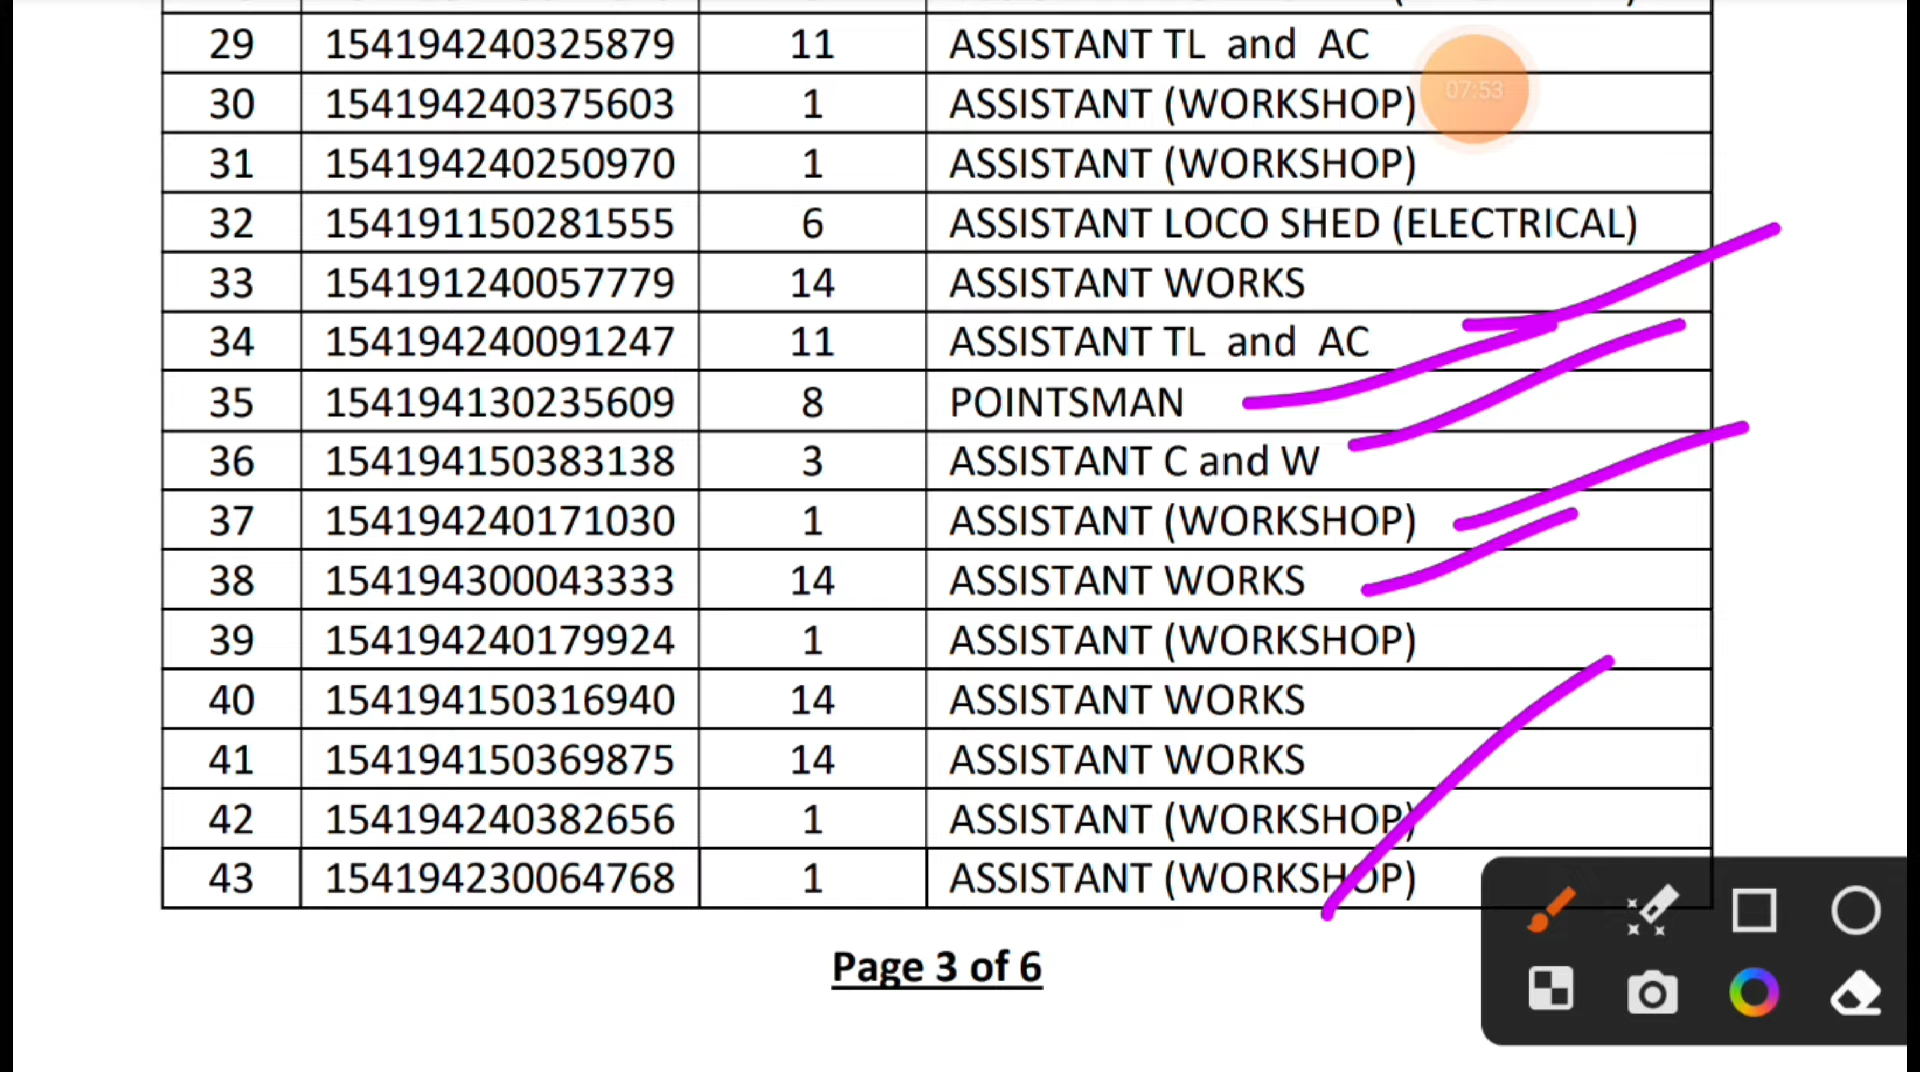 29 154194240325879 11 ASSISTANT TL and AC
07:53
30 154194240375603 1 ASSISTANT (WORKSHOP)
31 154194240250970 1 ASSISTANT (WORKSHOP)
32 154191150281555 6 ASSISTANT LOCO SHED (ELECTRICAL)
33 154191240057779 14 ASSISTANT WORKS
34 154194240091247 11 ASSISTANT TL and AC
35 154194130235609 8 POINTSMAN
36 154194150383138 3 ASSISTANT C and W
37 154194240171030 1 ASSISTANT (WORKSHOP)
38 154194300043333 14 ASSISTANT WORKS
39 154194240179924 1 ASSISTANT (WORKSHOP)
40 154194150316940 14 ASSISTANT WORKS
41 154194150369875 14 ASSISTANT WORKS
42 154194240382656 1 ASSISTANT (WORKSHOP)
43 154194230064768 1 ASSISTANT (WORKSHOP)
Page 3 of 6